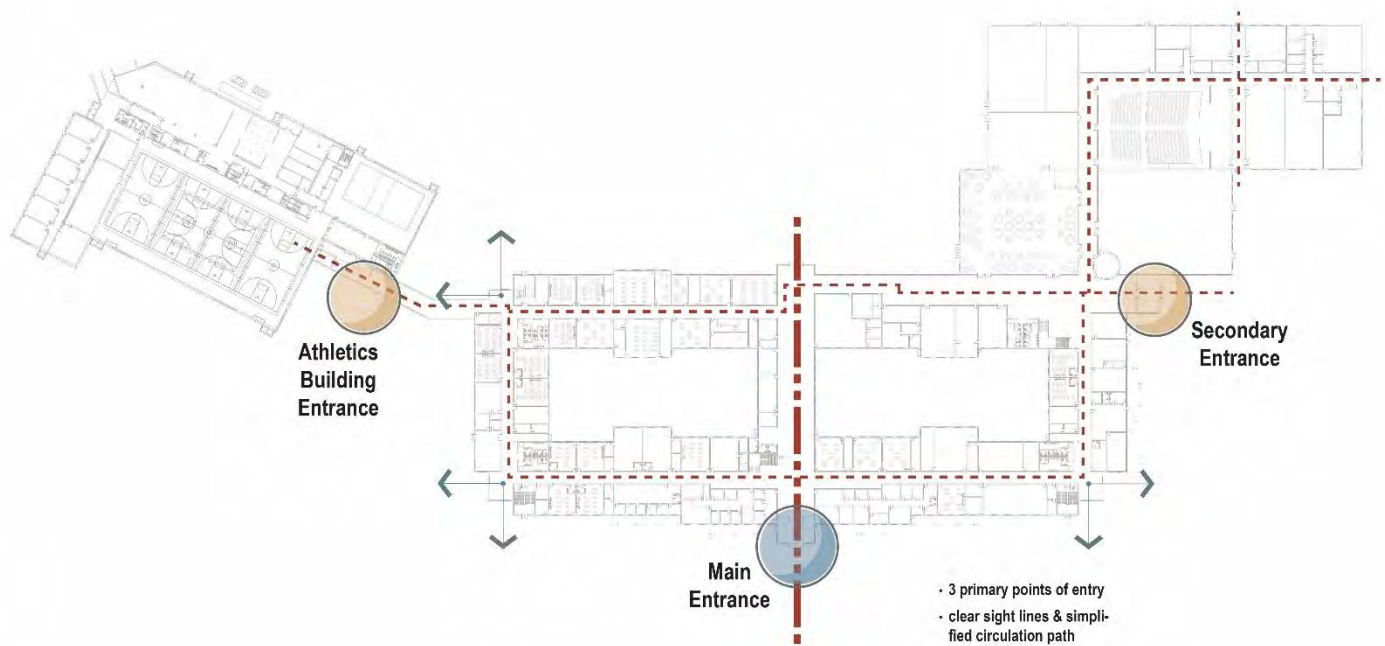 Athletics
Building
Entrance
Secondary
Entrance
Main
Entrance
· 3 primary points of entry
· clear sight lines & simpli-
fied circulation path